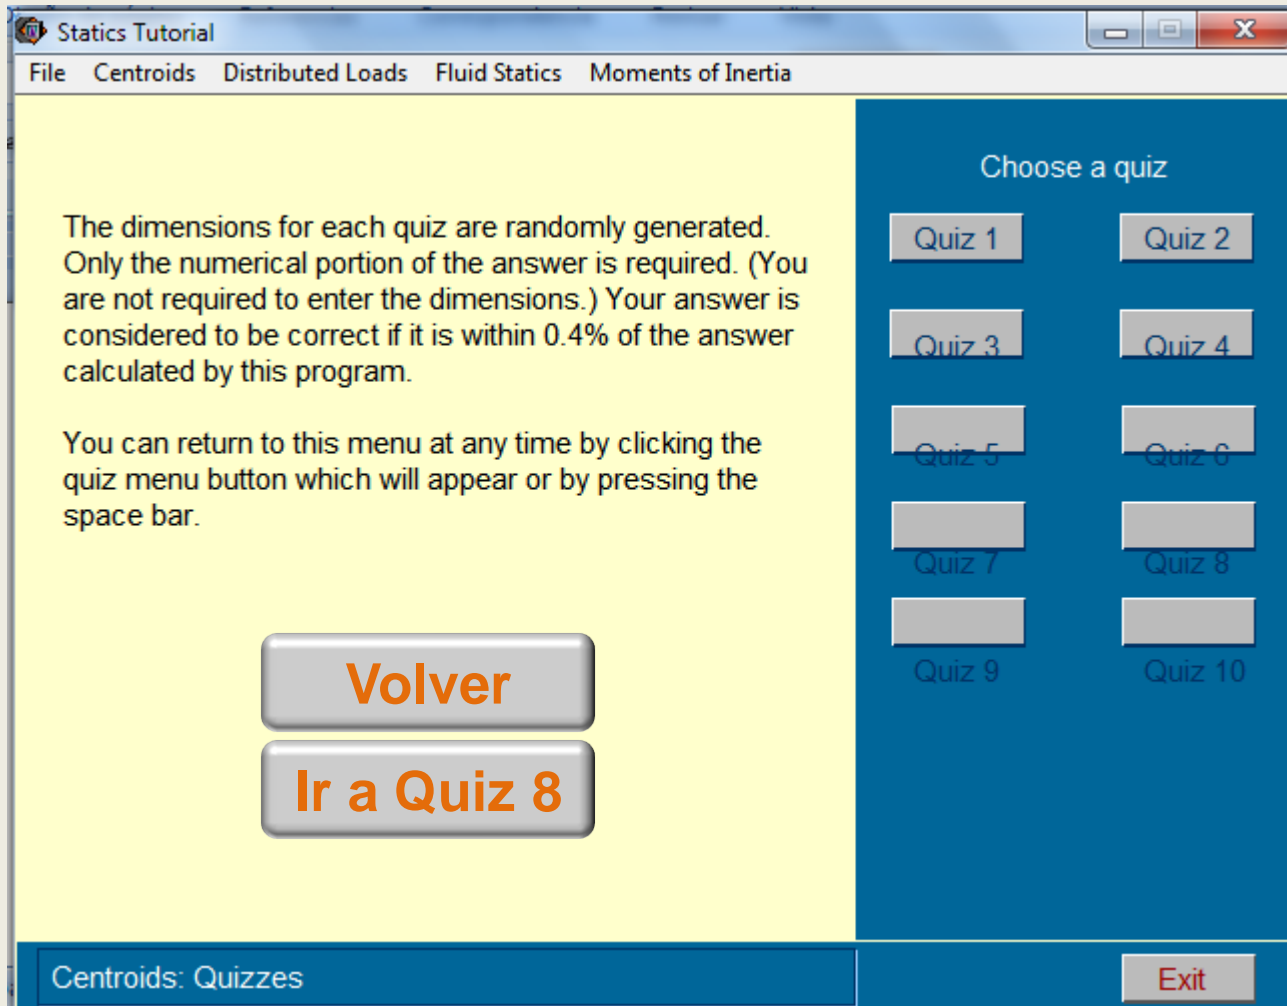 Statics Tutorial
File Centroids Distributed Loads Fluid Statics Moments of Inertia
The dimensions for each quiz are randomly generated.
Only the numerical portion of the answer is required. (You
are not required to enter the dimensions.) Your answer is
considered to be correct if it is within 0.4% of the answer
calculated by this program.
You can return to this menu at any time by clicking the
quiz menu button which will appear or by pressing the
space bar.
Volver
Ir a Quiz 8
Choose a quiz
Quiz 1 Quiz 2
Quiz 3 Quiz 4
Quiz 5 Quiz 6
Quiz 7 Quiz 8
Quiz 9 Quiz 10
Centroids: Quizzes
Exit